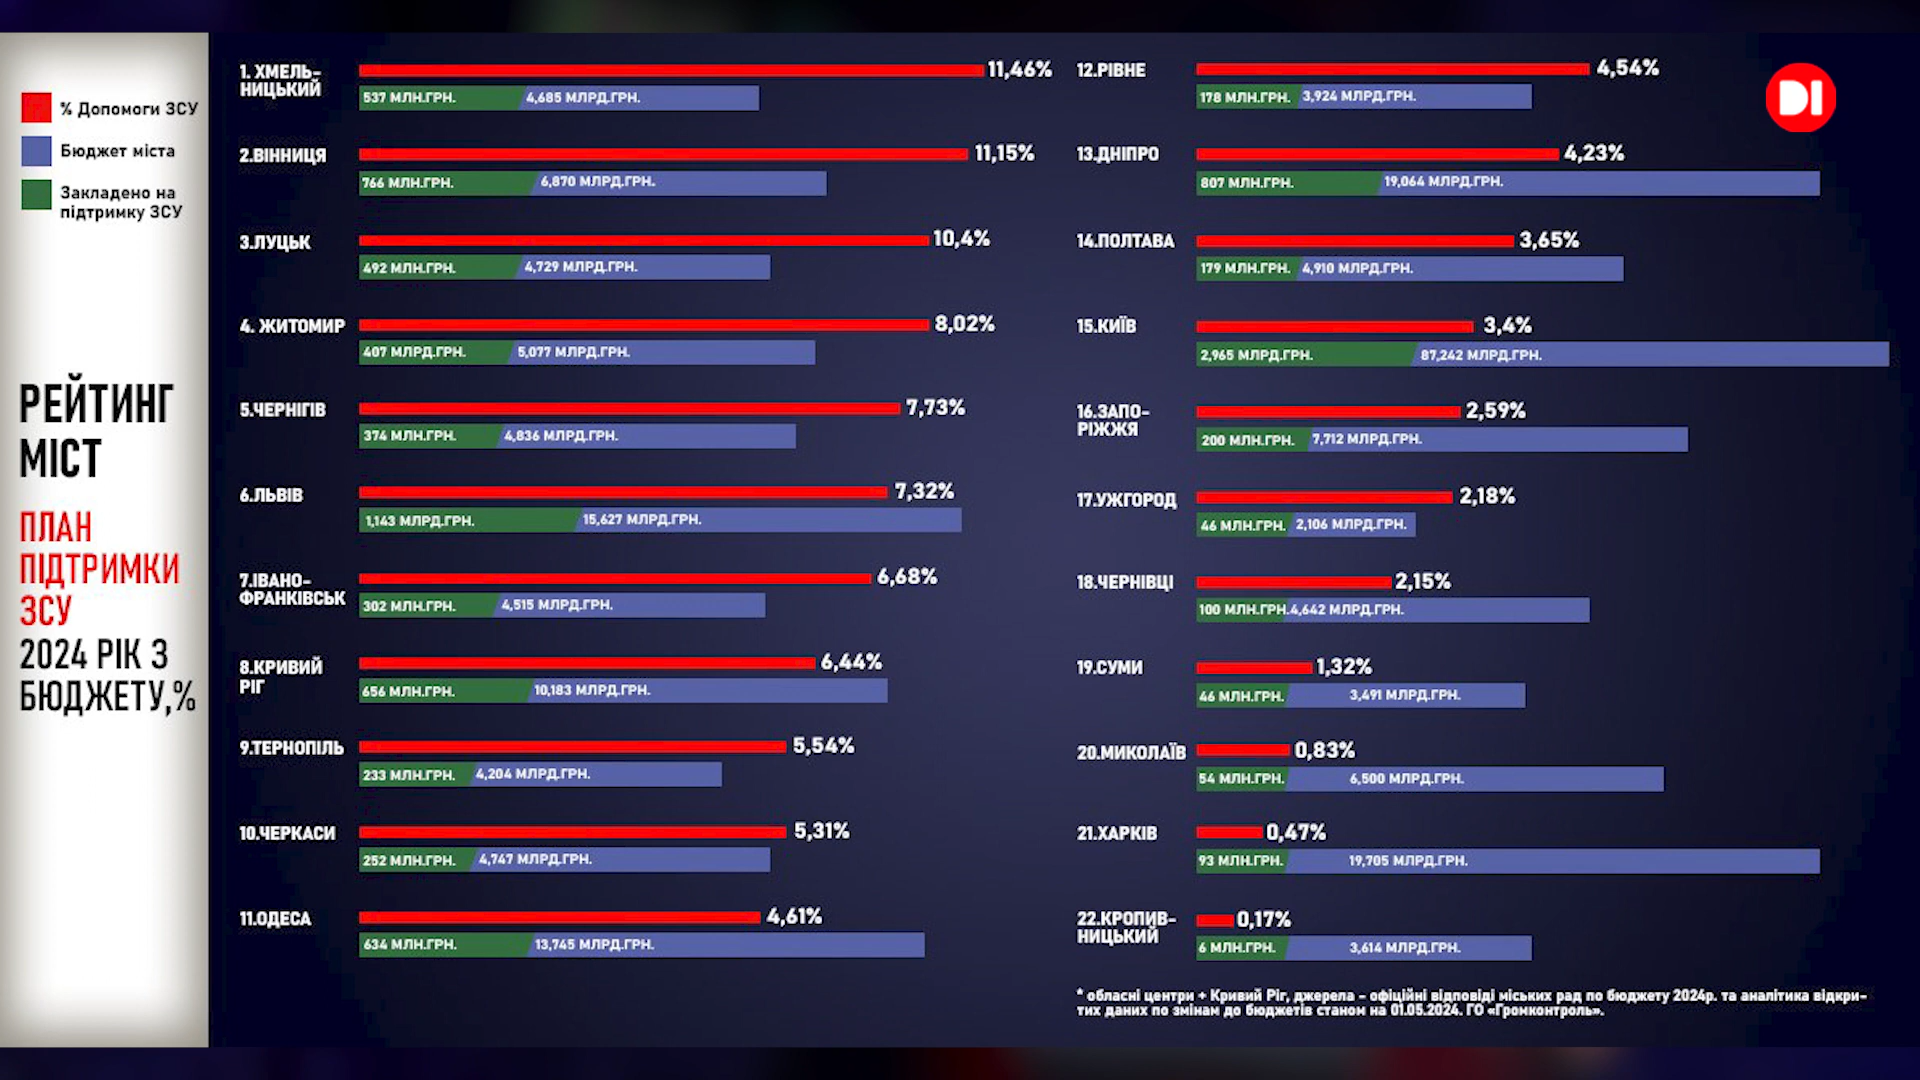 % Допомоги ЗСУ
Бюджет міста
Закладено на
підтримку ЗСУ
РЕЙТИНГ
МІСТ
ПЛАН
ПІДТРИМКИ
ЗСУ
2024 РІК З
БЮДЖЕТУ,%
1. ХМЕЛЬ-
НИЦЬКИЙ
11,46%
537 МЛН.ГРН.
4,685 МЛРД.ГРН.
2.ВІННИЦЯ
11,15%
766 МЛН.ГРН.
6,870 МЛРД.ГРН.
3.ЛУЦЬК
10,4%
492 МЛН.ГРН.
4,729 МЛРД.ГРН.
4. ЖИТОМИР
8,02%
407 МЛРД.ГРН.
5,077 МЛРД.ГРН.
5.ЧЕРНІГІВ
7,73%
374 МЛН.ГРН.
4,836 МЛРД.ГРН.
6.ЛЬВІВ
7,32%
1,143 МЛРД.ГРН.
15,627 МЛРД.ГРН.
7.ІВАНО-
ФРАНКІВСЬК
6,68%
302 МЛН.ГРН.
4,515 МЛРД.ГРН.
8.КРИВИЙ
РІГ
6,44%
656 МЛН.ГРН.
10,183 МЛРД.ГРН.
9.ТЕРНОПІЛЬ
5,54%
233 МЛН.ГРН.
4,204 МЛРД.ГРН.
10.ЧЕРКАСИ
5,31%
252 МЛН.ГРН.
4,747 МЛРД.ГРН.
11.ОДЕСА
4,61%
634 МЛН.ГРН.
13,745 МЛРД.ГРН.
12.РІВНЕ
4,54%
178 МЛН.ГРН.
3,924 МЛРД.ГРН.
13.ДНІПРО
4,23%
807 МЛН.ГРН.
19,064 МЛРД.ГРН.
14.ПОЛТАВА
3,65%
179 МЛН.ГРН.
4,910 МЛРД.ГРН.
15.КИЇВ
3,4%
2,965 МЛРД.ГРН.
87,242 МЛРД.ГРН.
16.ЗАПО-
РІЖЖЯ
2,59%
200 МЛН.ГРН.
7,712 МЛРД.ГРН.
17.УЖГОРОД
2,18%
46 МЛН.ГРН.
2,106 МЛРД.ГРН.
18.ЧЕРНІВЦІ
2,15%
100 МЛН.ГРН.
4,642 МЛРД.ГРН.
19.СУМИ
1,32%
46 МЛН.ГРН.
3,491 МЛРД.ГРН.
20.МИКОЛАЇВ
0,83%
54 МЛН.ГРН.
6,500 МЛРД.ГРН.
21.ХАРКІВ
0,47%
93 МЛН.ГРН.
19,705 МЛРД.ГРН.
22.КРОПИВ-
НИЦЬКИЙ
0,17%
6 МЛН.ГРН.
3,614 МЛРД.ГРН.
* обласні центри + Кривий Ріг, джерела – офіційні відповіді міських рад по бюджету 2024р. та аналітика відкри-
тих даних по змінам до бюджетів станом на 01.05.2024. ГО «Громконтроль».
DI